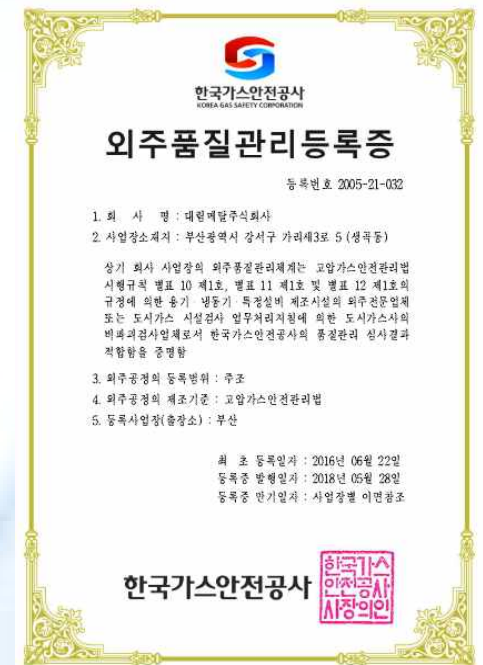 한국가스안전공사
KOREA GAS SAFETY CORPORATION
외주품질관리등록증
등록번호 2005-21-032
1. 회 사 명 : 대림메탈주식회사
2. 사업장소재지 : 부산광역시 강서구 가리새3로 5 (생곡동)
상기 회사 사업장의 외주품질관리체계는 고압가스안전관리법
시행규칙 별표 10 제1호, 별표 11 제1호 및 별표 12 제1호의
규정에 의한 용기·냉동기·특정설비 제조시설의 외주전문업체
또는 도시가스 시설검사 업무처리지침에 의한 도시가스사의
비파괴검사업체로서 한국가스안전공사의 품질관리 심사결과
적합함을 증명함
3. 외주공정의 등록범위 : 주조
4. 외주공정의 제조기준 : 고압가스안전관리법
5. 등록사업장(출장소) : 부산
최 초 등록일자 : 2016년 06월 22일
등록증 발행일자 : 2018년 05월 28일
등록증 만기일자 : 사업장별 이면참조
한국가스안전공사
한국가스
안전공사
사장의인